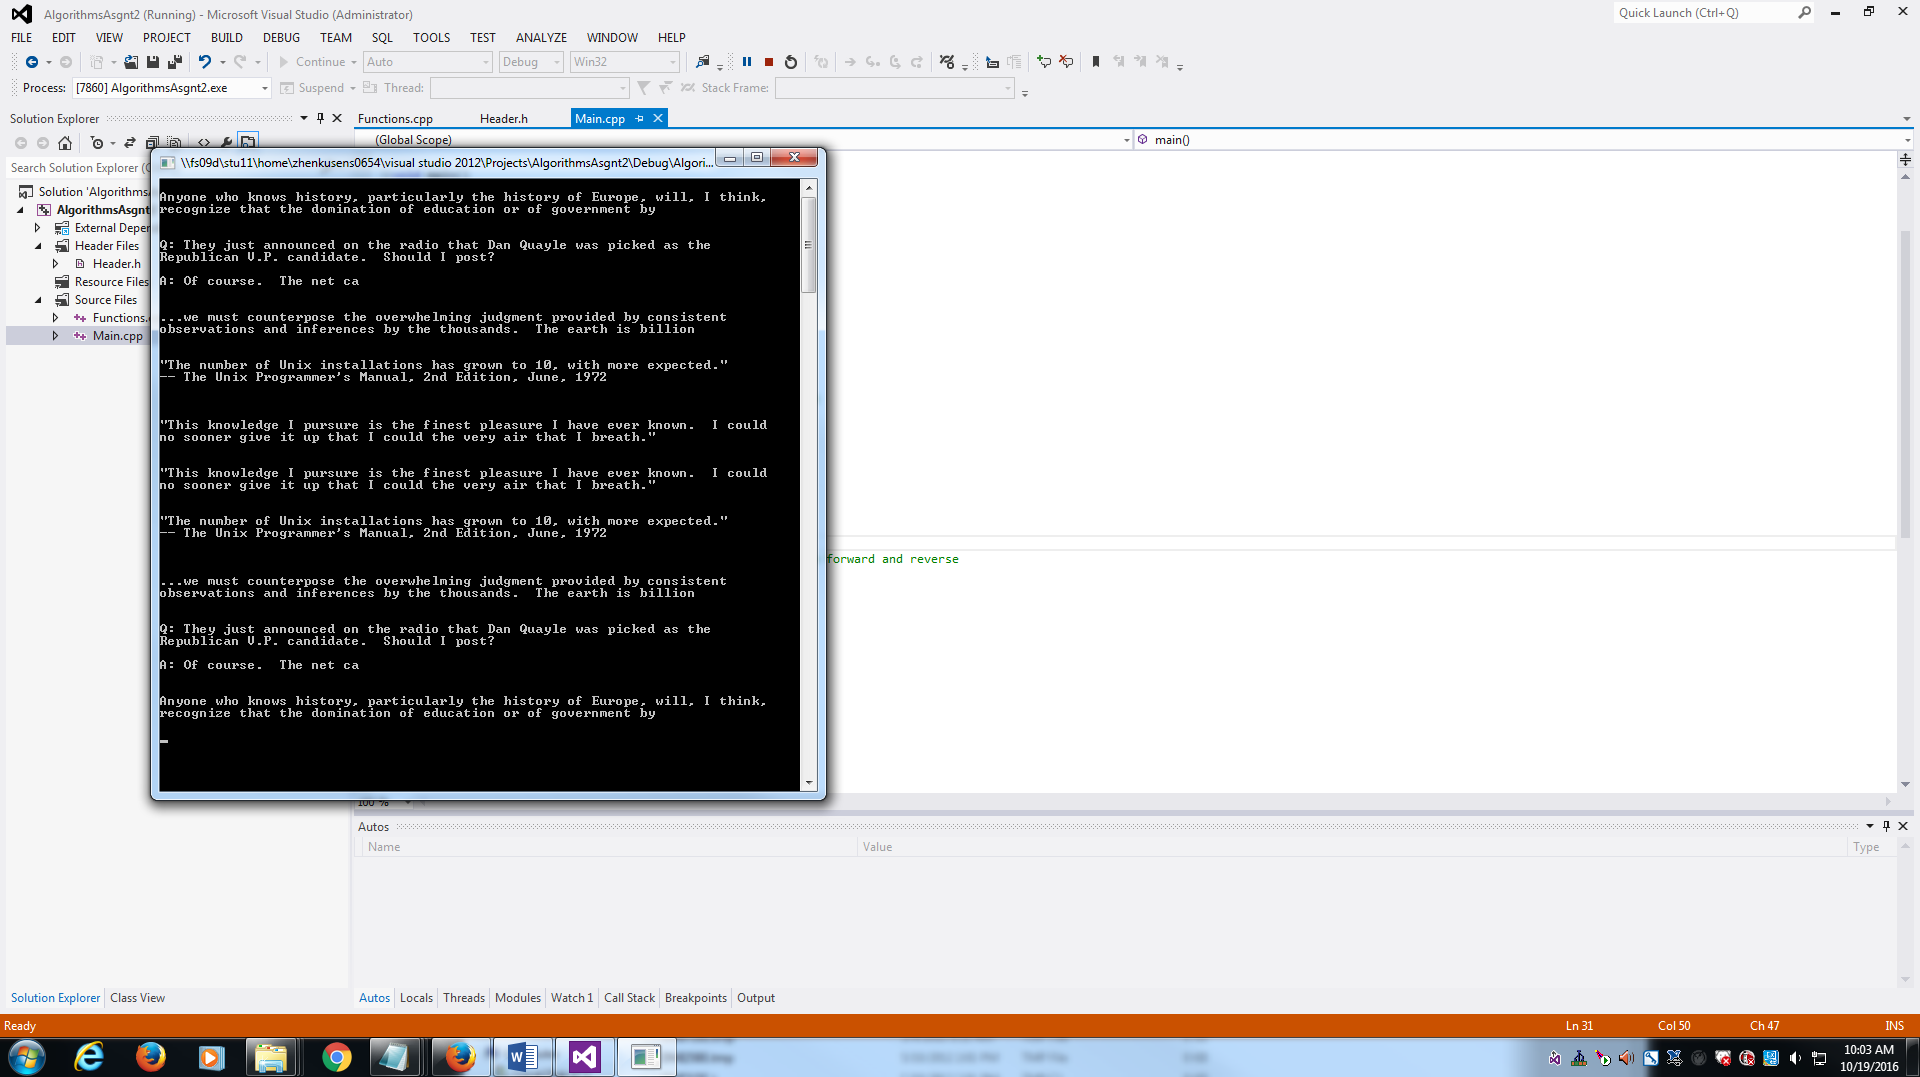 AlgorithmsAsgnt2 (Running) - Microsoft Visual Studio (Administrator)
Quick Launch (Ctrl+Q)
FILE EDIT VIEW PROJECT BUILD DEBUG TEAM SQL TOOLS TEST ANALYZE WINDOW HELP
Continue Auto Debug Win32
Process: [7860] AlgorithmsAsgnt2.exe Suspend Thread: Stack Frame:
Solution Explorer
Functions.cpp Header.h Main.cpp
(Global Scope) main()
Search Solution Explorer (C
Solution 'Algorithms
AlgorithmsAsgnt
External Depe
Header Files
Header.h
Resource Files
Source Files
Functions.
Main.cpp
\\fs09d\stu11\home\zhenkusens0654\visual studio 2012\Projects\AlgorithmsAsgnt2\Debug\Algori...
Anyone who knows history, particularly the history of Europe, will, I think,
recognize that the domination of education or of government by
Q: They just announced on the radio that Dan Quayle was picked as the
Republican V.P. candidate.  Should I post?
A: Of course.  The net ca
...we must counterpose the overwhelming judgment provided by consistent
observations and inferences by the thousands.  The earth is billion
"The number of Unix installations has grown to 10, with more expected."
-- The Unix Programmer's Manual, 2nd Edition, June, 1972
"This knowledge I pursure is the finest pleasure I have ever known.  I could
no sooner give it up that I could the very air that I breath."
"This knowledge I pursure is the finest pleasure I have ever known.  I could
no sooner give it up that I could the very air that I breath."
"The number of Unix installations has grown to 10, with more expected."
-- The Unix Programmer's Manual, 2nd Edition, June, 1972
...we must counterpose the overwhelming judgment provided by consistent
observations and inferences by the thousands.  The earth is billion
Q: They just announced on the radio that Dan Quayle was picked as the
Republican V.P. candidate.  Should I post?
A: Of course.  The net ca
Anyone who knows history, particularly the history of Europe, will, I think,
recognize that the domination of education or of government by
forward and reverse
100 %
Autos
Name Value Type
Solution Explorer Class View
Autos Locals Threads Modules Watch 1 Call Stack Breakpoints Output
Ready Ln 31 Col 50 Ch 47 INS
10:03 AM
10/19/2016